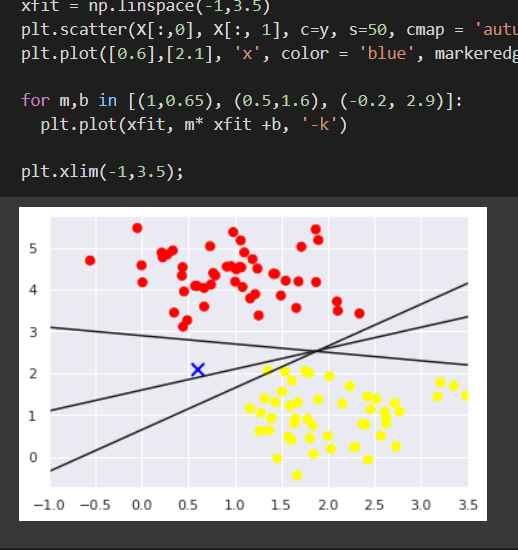 xfit = np.linspace(-1,3.5)
plt.scatter(X[:,0], X[:, 1], c=y, s=50, cmap = 'autu
plt.plot([0.6],[2.1], 'x', color = 'blue', markeredg
for m,b in [(1,0.65), (0.5,1.6), (-0.2, 2.9)]:
  plt.plot(xfit, m* xfit +b, '-k')
plt.xlim(-1,3.5);
5
4
3
2
1
0
−1.0 −0.5 0.0 0.5 1.0 1.5 2.0 2.5 3.0 3.5